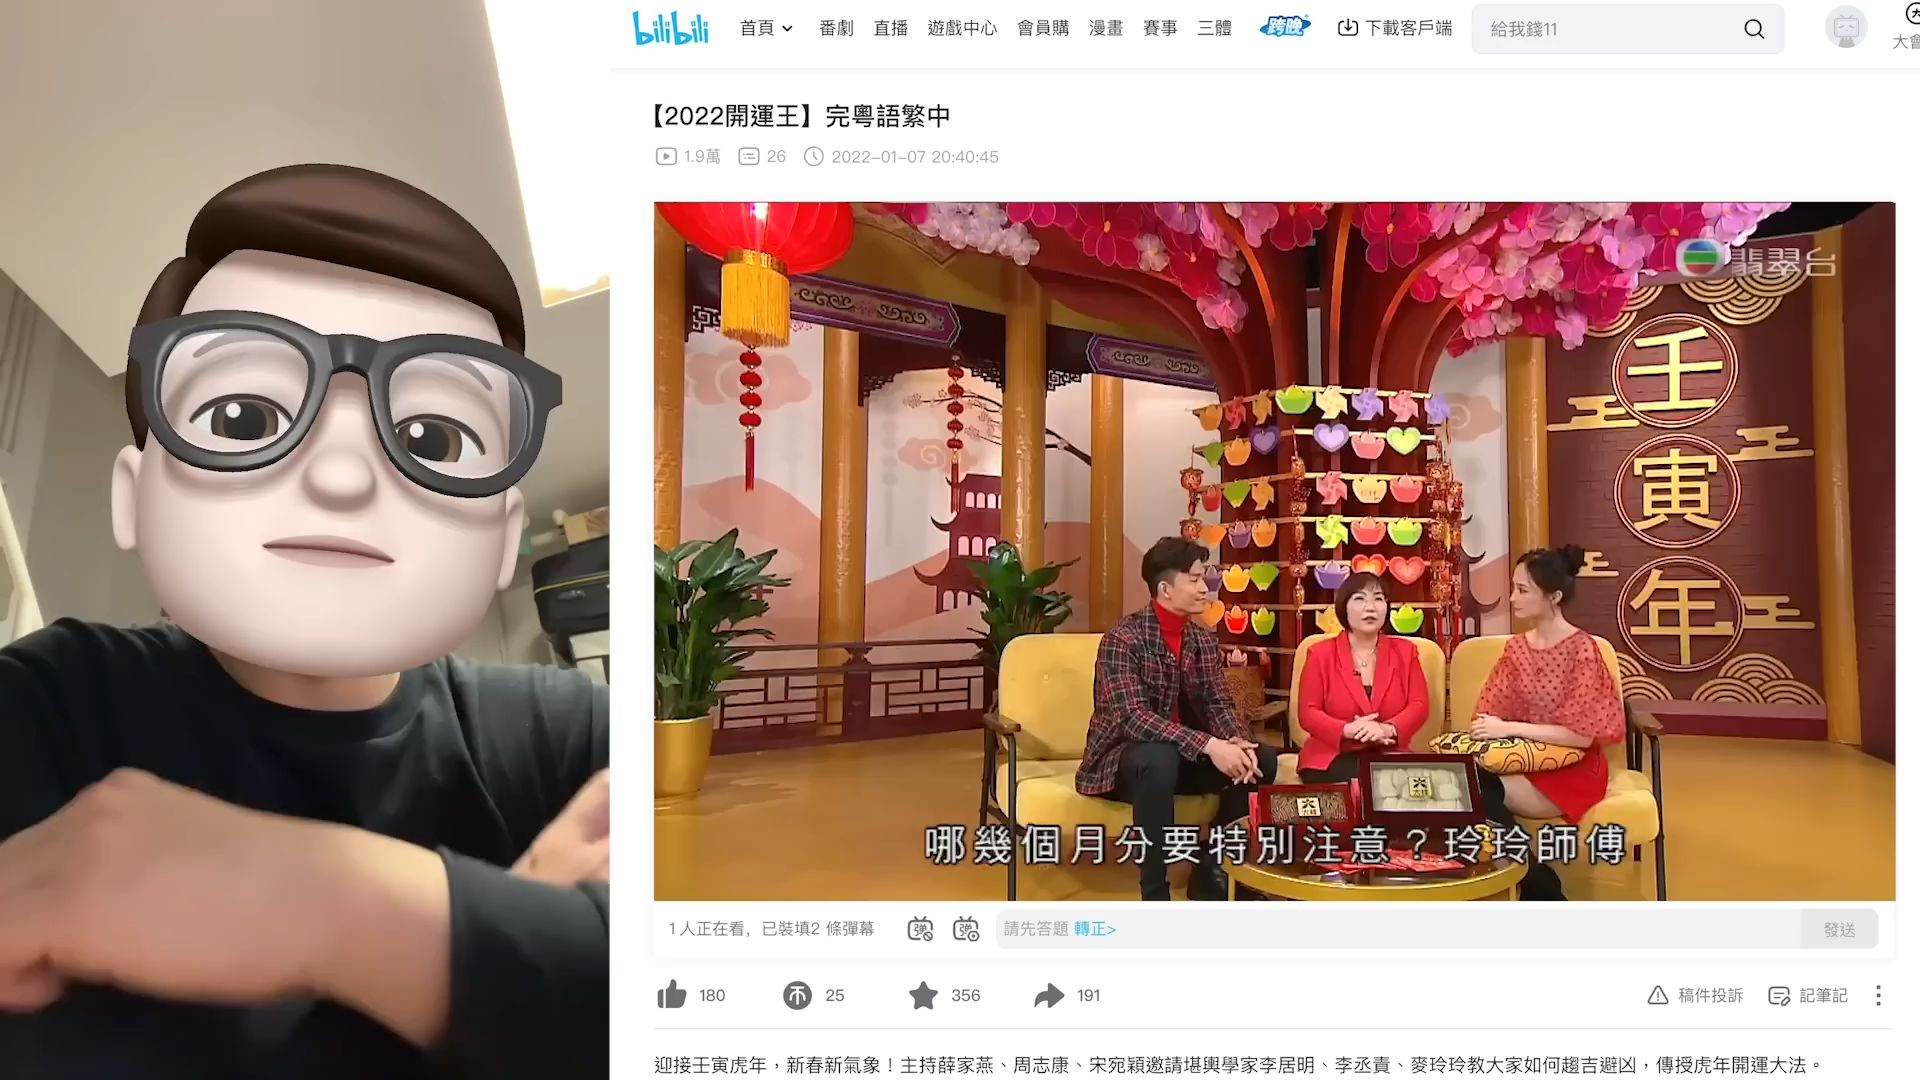 bilibili 首頁 番劇 直播 遊戲中心 會員購 漫畫 賽事 三體 跨晚 下載客戶端 給我錢11
大會
【2022開運王】完粵語繁中
1.9萬 26 2022-01-07 20:40:45
翡翠台
壬
寅
年
哪幾個月分要特別注意？玲玲師傅
1人正在看，已裝填2 條彈幕 請先答題 轉正> 發送
180 25 356 191 稿件投訴 記筆記
迎接壬寅虎年，新春新氣象！主持薛家燕、周志康、宋宛穎邀請堪輿學家李居明、李丞責、麥玲玲教大家如何趨吉避凶，傳授虎年開運大法。